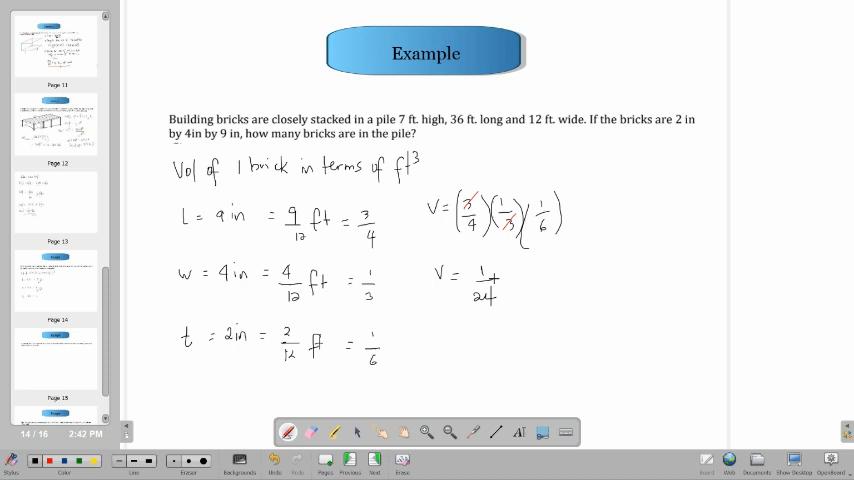 Example
Building bricks are closely stacked in a pile 7 ft. high, 36 ft. long and 12 ft. wide. If the bricks are 2 in
by 4in by 9 in, how many bricks are in the pile?
Vol of 1 brick in terms of ft3
L = 9 in = 9/12 ft = 3/4
V = (3/4)(1/3)(1/6)
w = 4in = 4/12 ft = 1/3
V = 1/24
t = 2in = 2/12 ft = 1/6
Page 11
Page 12
Page 13
Page 14
Page 15
14 / 16 2:42 PM
Stylus
Color
Line
Eraser
Backgrounds
Undo
Redo
Pages
Previous
Next
Erase
Board
Web
Documents
Show Desktop
OpenBoard